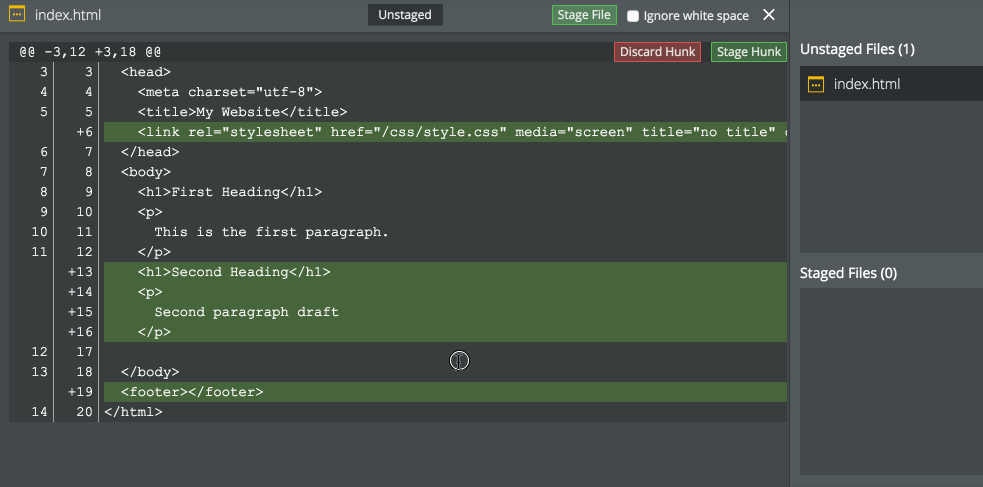 index.html
Unstaged
Stage File
Ignore white space
@@ -3,12 +3,18 @@
Discard Hunk
Stage Hunk
3 3 <head>
4 4 <meta charset="utf-8">
5 5 <title>My Website</title>
+6 <link rel="stylesheet" href="/css/style.css" media="screen" title="no title"
6 7 </head>
7 8 <body>
8 9 <h1>First Heading</h1>
9 10 <p>
10 11 This is the first paragraph.
11 12 </p>
+13 <h1>Second Heading</h1>
+14 <p>
+15 Second paragraph draft
+16 </p>
12 17
13 18 </body>
+19 <footer></footer>
14 20 </html>
Unstaged Files (1)
index.html
Staged Files (0)